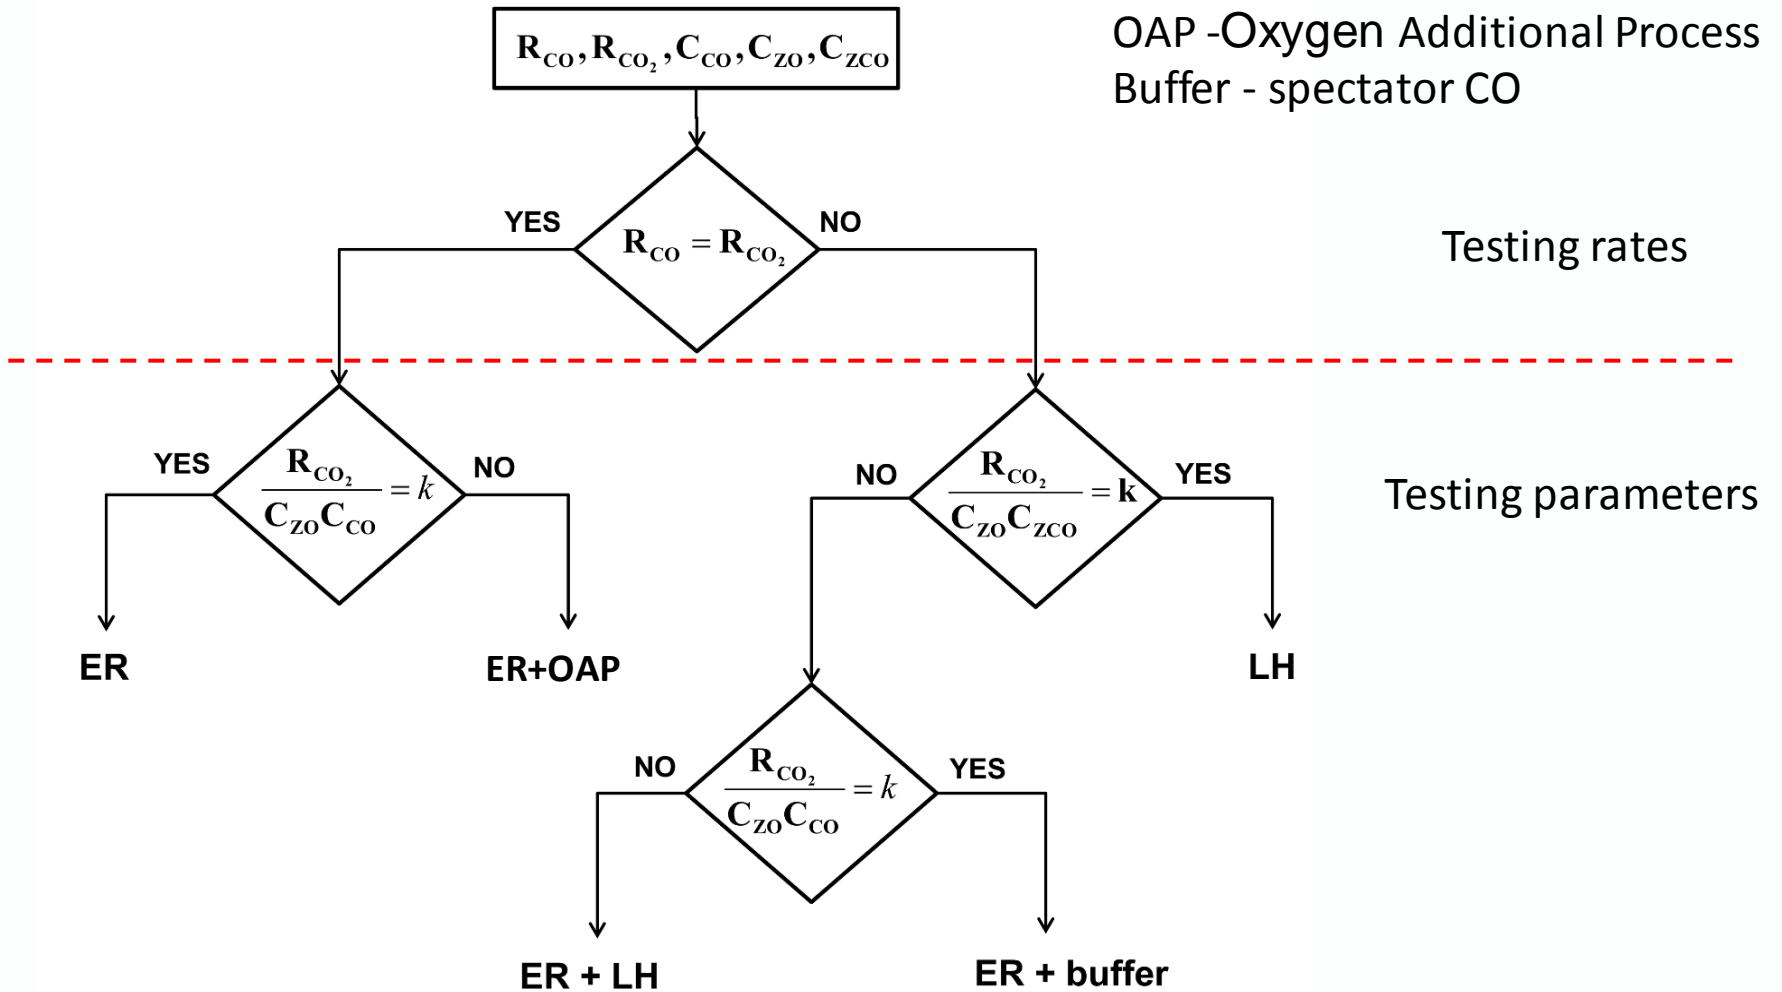 R_CO, R_CO₂, C_CO, C_ZO, C_ZCO
OAP -Oxygen Additional Process
Buffer - spectator CO
YES
NO
R_CO = R_CO₂
Testing rates
YES
R_CO₂ / C_ZO C_CO = k
NO
NO
R_CO₂ / C_ZO C_ZCO = k
YES
Testing parameters
ER
ER+OAP
LH
NO
R_CO₂ / C_ZO C_CO = k
YES
ER + LH
ER + buffer